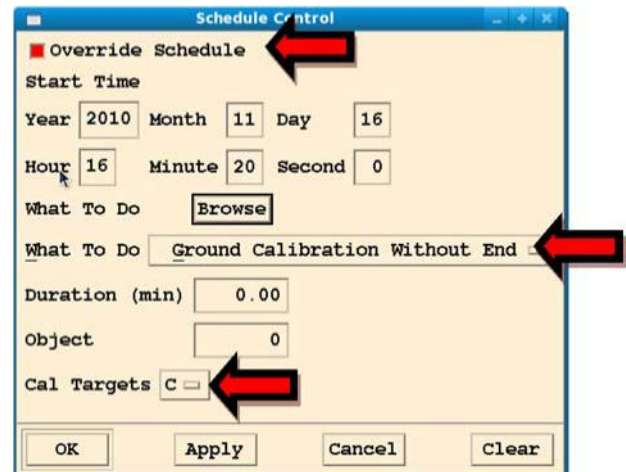 Schedule Control
Override Schedule
Start Time
Year 2010 Month 11 Day 16
Hour 16 Minute 20 Second 0
What To Do Browse
What To Do Ground Calibration Without End
Duration (min) 0.00
Object 0
Cal Targets C
OK Apply Cancel Clear